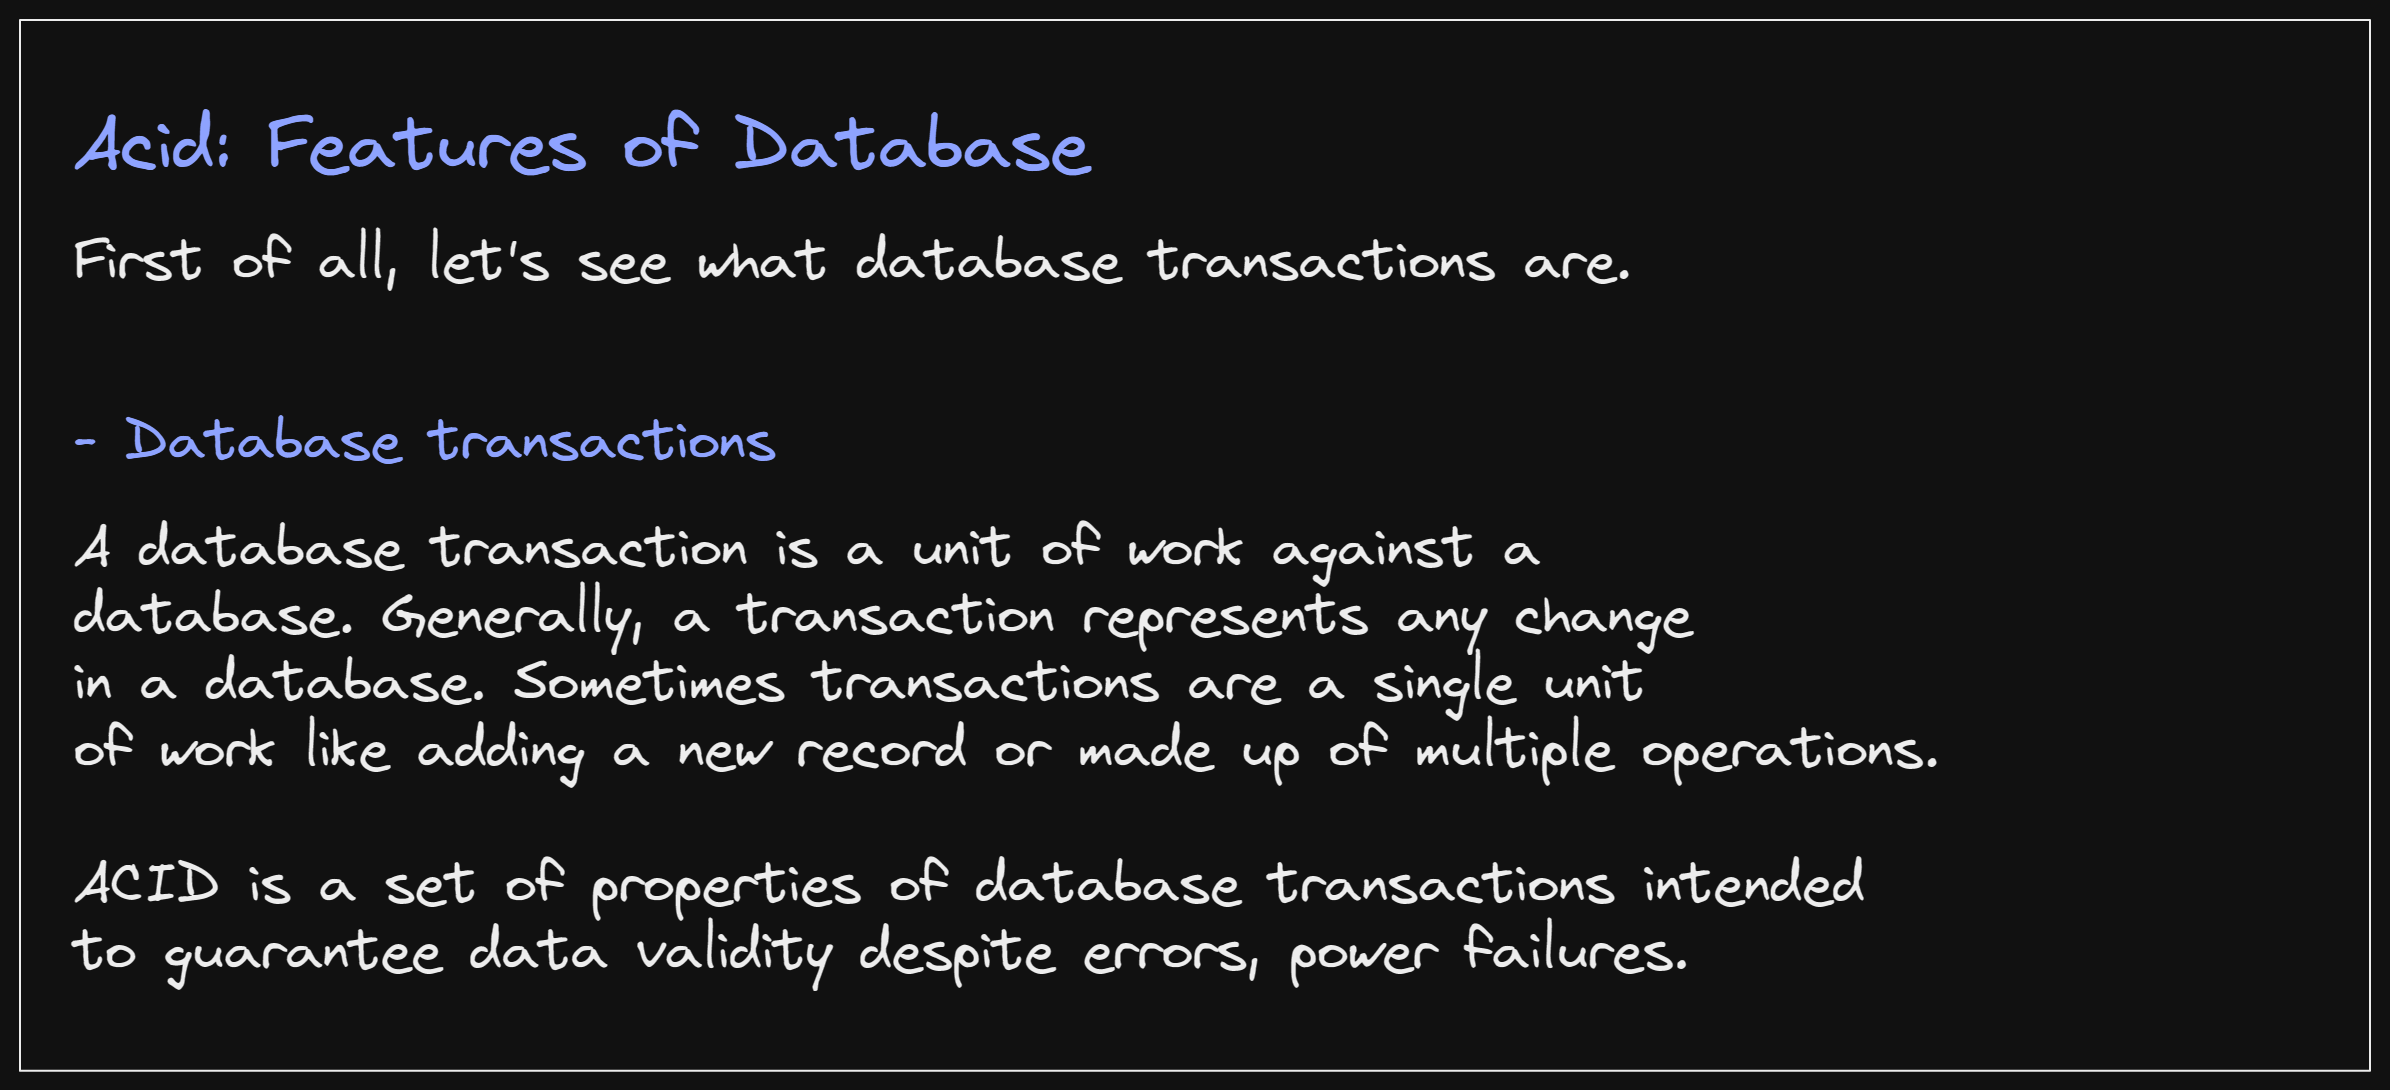 Acid: Features of Database
First of all, let's see what database transactions are.
- Database transactions
A database transaction is a unit of work against a
database. Generally, a transaction represents any change
in a database. Sometimes transactions are a single unit
of work like adding a new record or made up of multiple operations.
ACID is a set of properties of database transactions intended
to guarantee data validity despite errors, power failures.